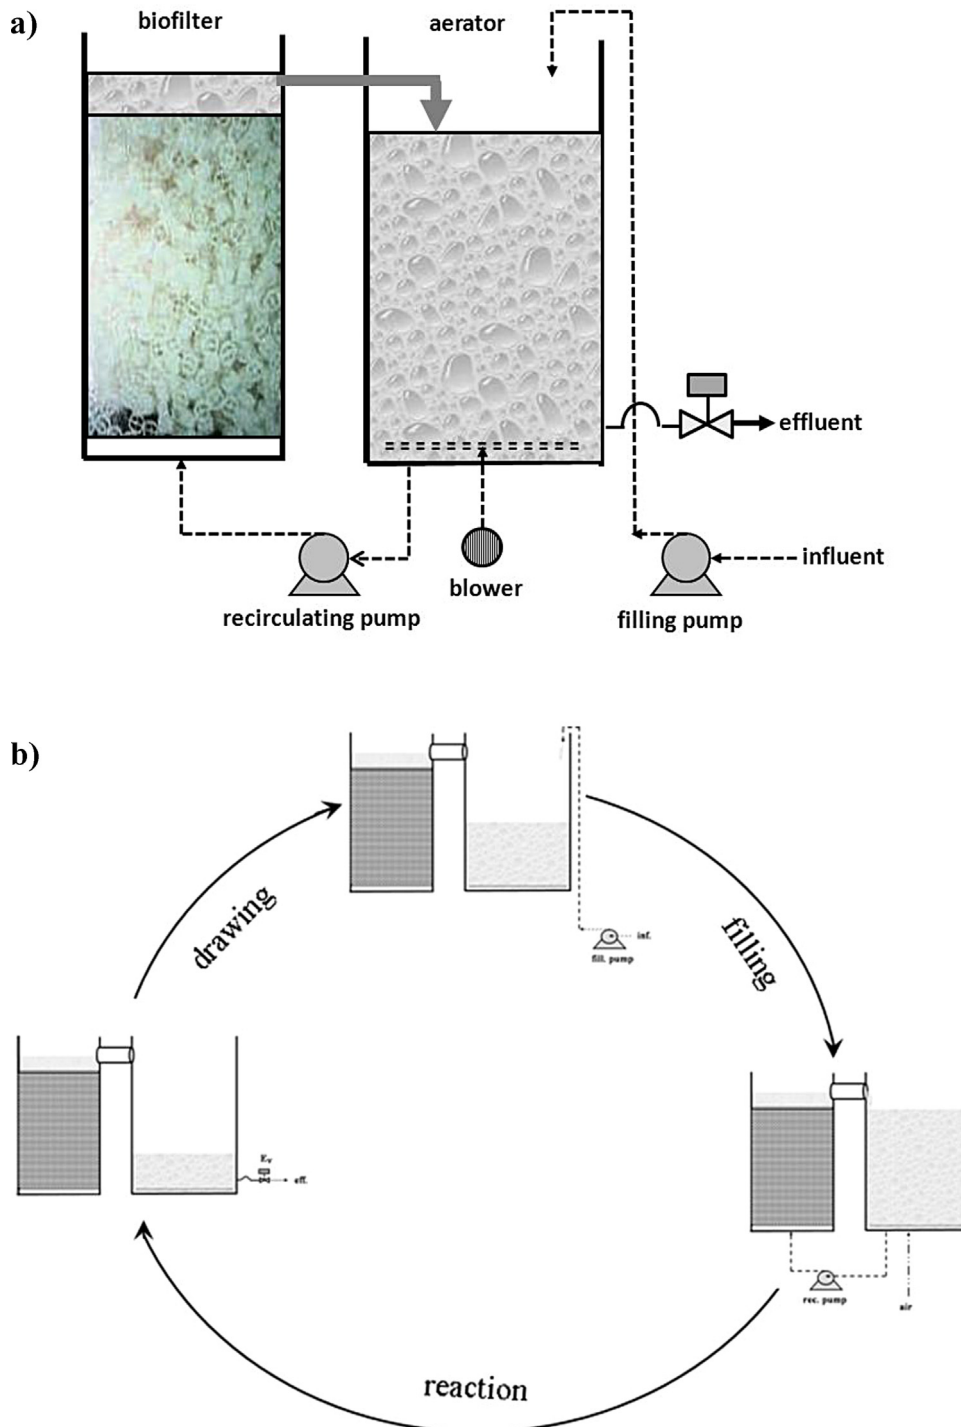 a)
biofilter
aerator
effluent
influent
blower
recirculating pump
filling pump
b)
drawing
filling
inf.
fill. pump
Ev
eff.
rec. pump
air
reaction